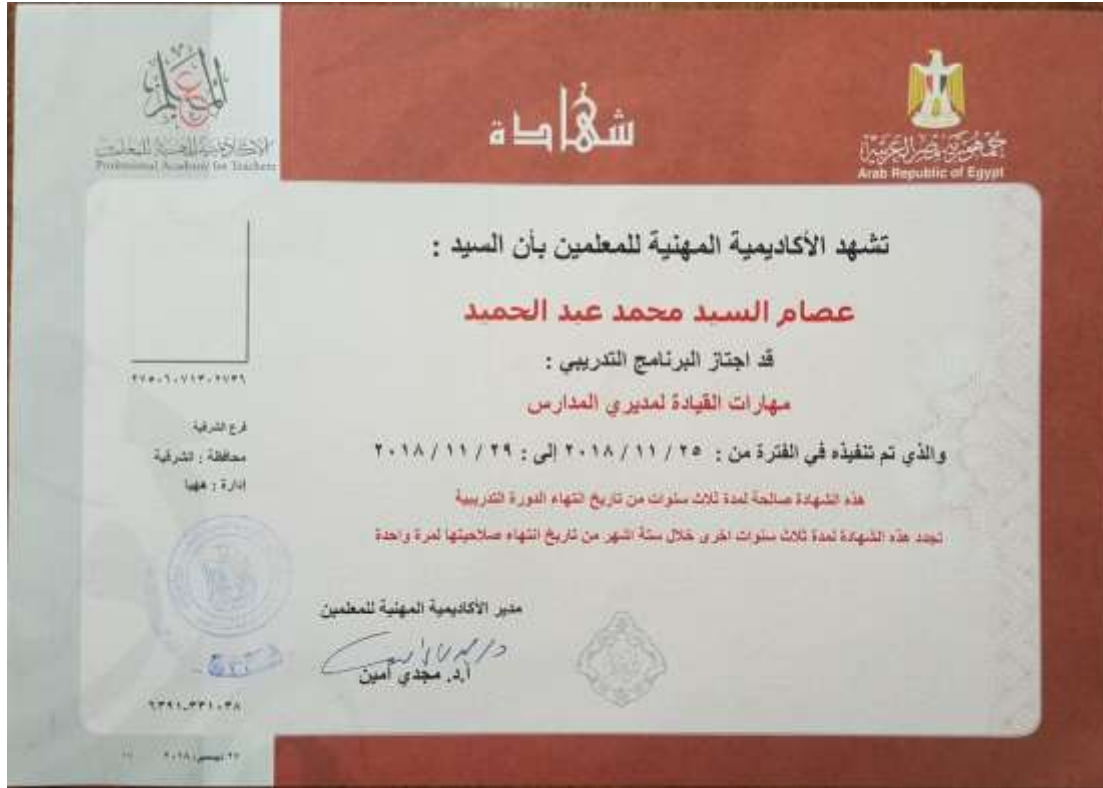 المعلم
الأكاديمية المهنية للمعلمين
Professional Academy for Teachers
شهادة
جمهورية مصر العربية
Arab Republic of Egypt
تشهد الأكاديمية المهنية للمعلمين بأن السيد :
عصام السيد محمد عبد الحميد
قد اجتاز البرنامج التدريبي :
مهارات القيادة لمديري المدارس
والذي تم تنفيذه في الفترة من : ٢٥ / ١١ / ٢٠١٨ إلى : ٢٩ / ١١ / ٢٠١٨
هذه الشهادة صالحة لمدة ثلاث سنوات من تاريخ انتهاء الدورة التدريبية
تجدد هذه الشهادة لمدة ثلاث سنوات اخرى خلال ستة اشهر من تاريخ انتهاء صلاحيتها لمرة واحدة
مدير الأكاديمية المهنية للمعلمين
أ.د. مجدي أمين
فرع الشرقية
محافظة : الشرقية
إدارة : ههيا
٢٧ ديسمبر، ٢٠١٨